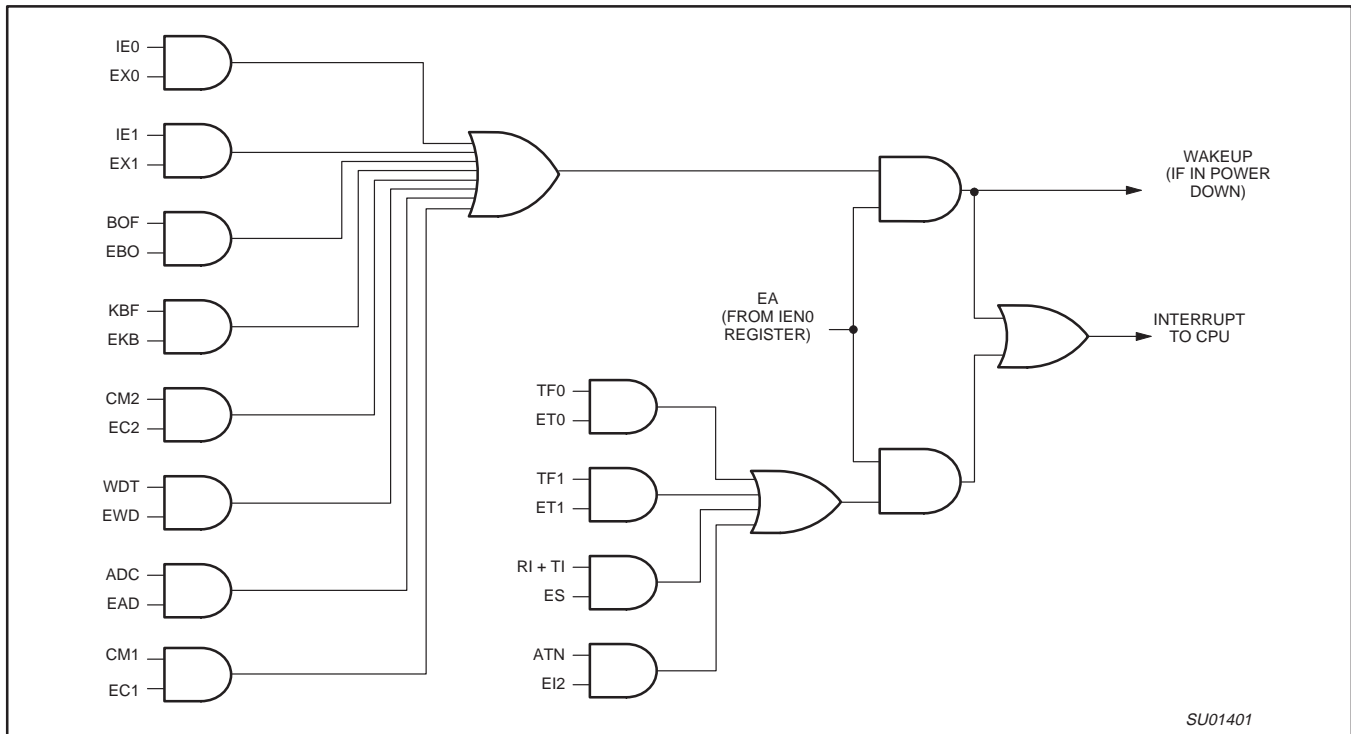 IE0
EX0
IE1
EX1
BOF
EBO
KBF
EKB
CM2
EC2
WDT
EWD
ADC
EAD
CM1
EC1
EA
(FROM IEN0
REGISTER)
TF0
ET0
TF1
ET1
RI + TI
ES
ATN
EI2
WAKEUP
(IF IN POWER
DOWN)
INTERRUPT
TO CPU
SU01401